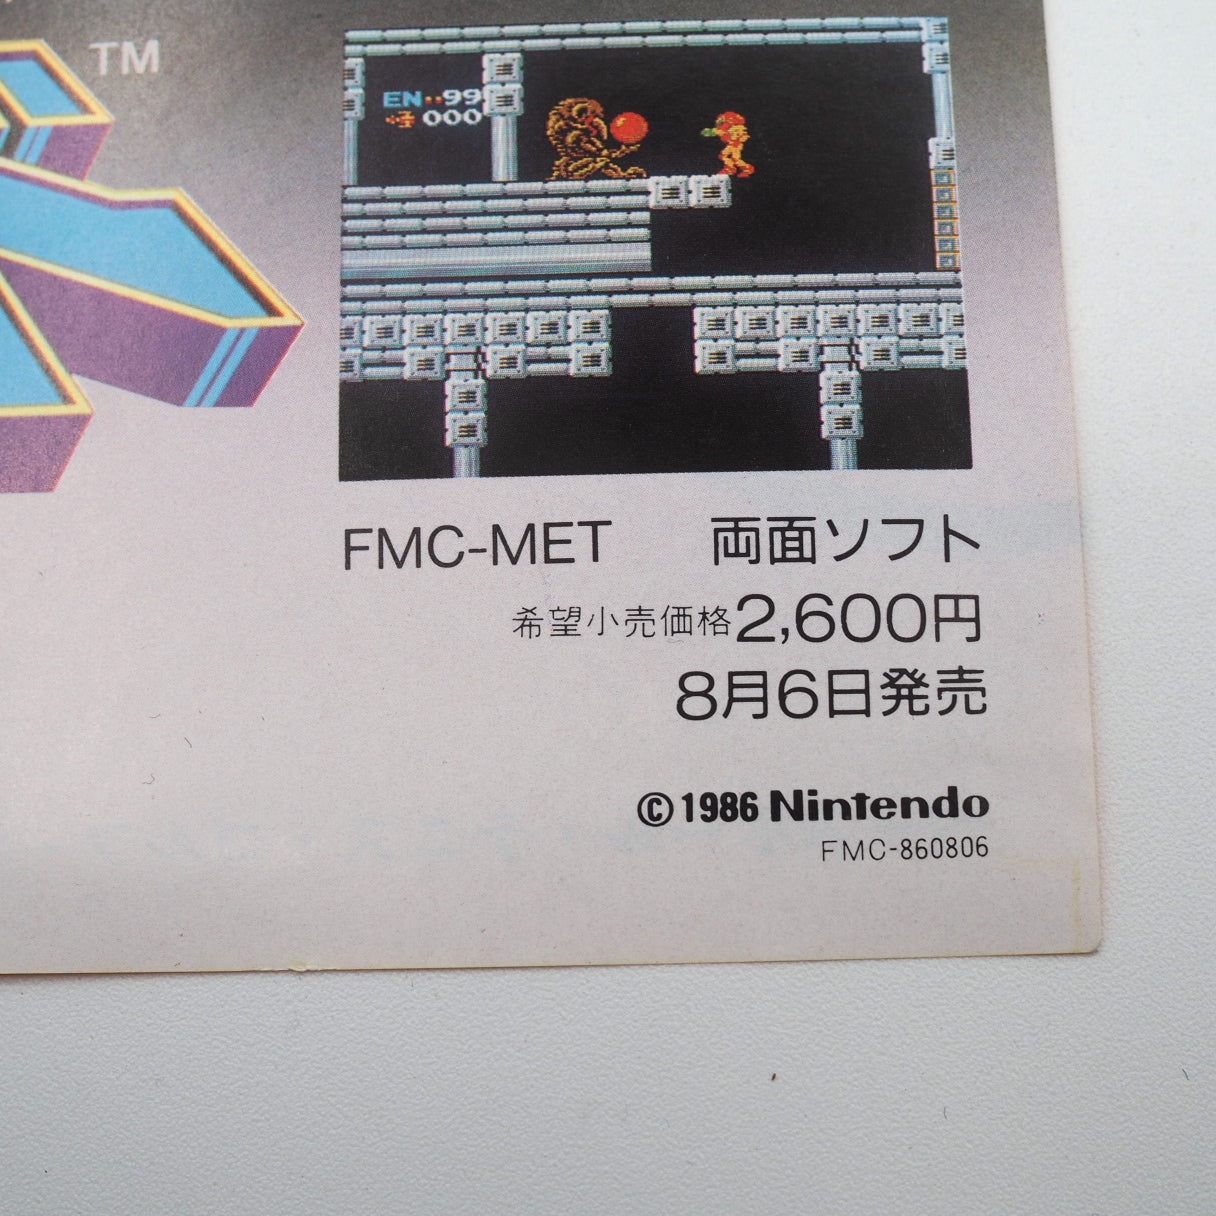 TM
EN··99
000
FMC-MET 両面ソフト
希望小売価格2,600円
8月6日発売
©1986 Nintendo
FMC-860806